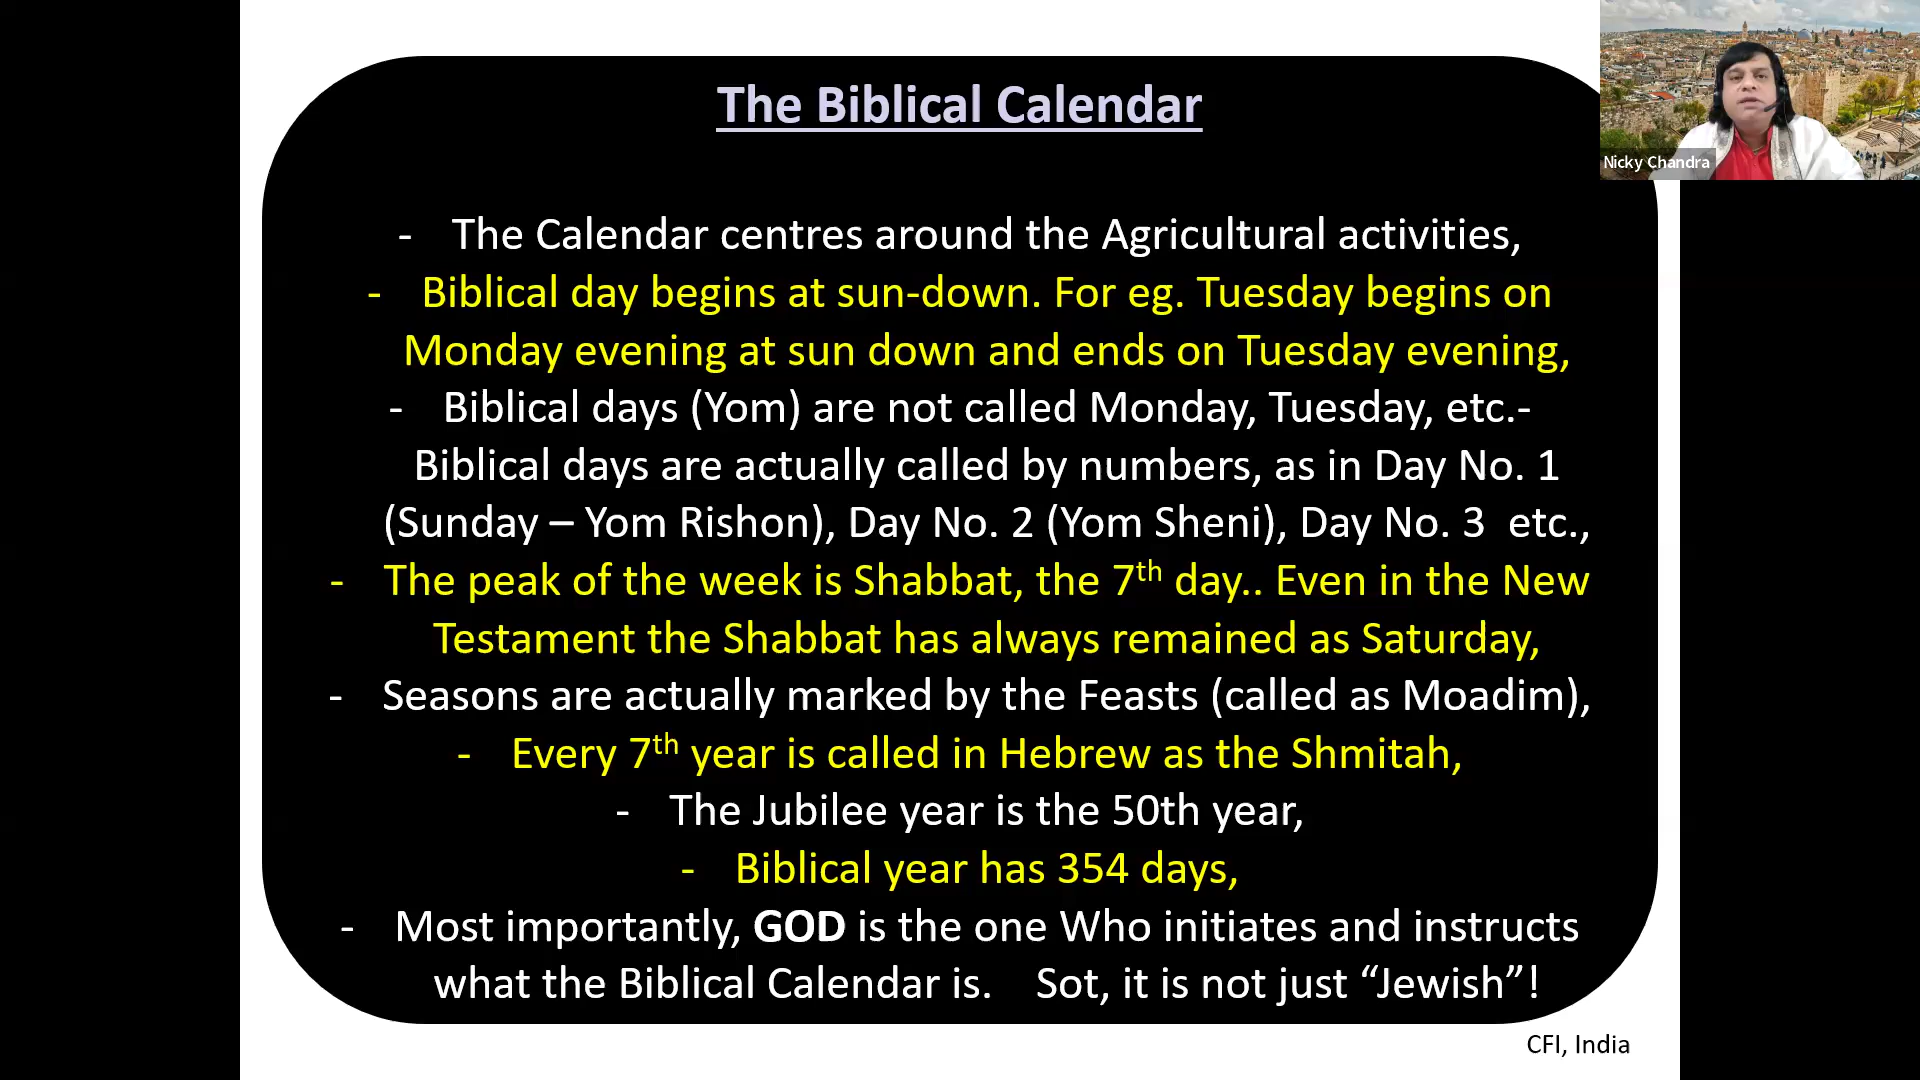 The Biblical Calendar
Nicky Chandra
- The Calendar centres around the Agricultural activities,
- Biblical day begins at sun-down. For eg. Tuesday begins on
Monday evening at sun down and ends on Tuesday evening,
- Biblical days (Yom) are not called Monday, Tuesday, etc.-
Biblical days are actually called by numbers, as in Day No. 1
(Sunday – Yom Rishon), Day No. 2 (Yom Sheni), Day No. 3 etc.,
- The peak of the week is Shabbat, the 7th day.. Even in the New
Testament the Shabbat has always remained as Saturday,
- Seasons are actually marked by the Feasts (called as Moadim),
- Every 7th year is called in Hebrew as the Shmitah,
- The Jubilee year is the 50th year,
- Biblical year has 354 days,
- Most importantly, GOD is the one Who initiates and instructs
what the Biblical Calendar is. Sot, it is not just “Jewish”!
CFI, India